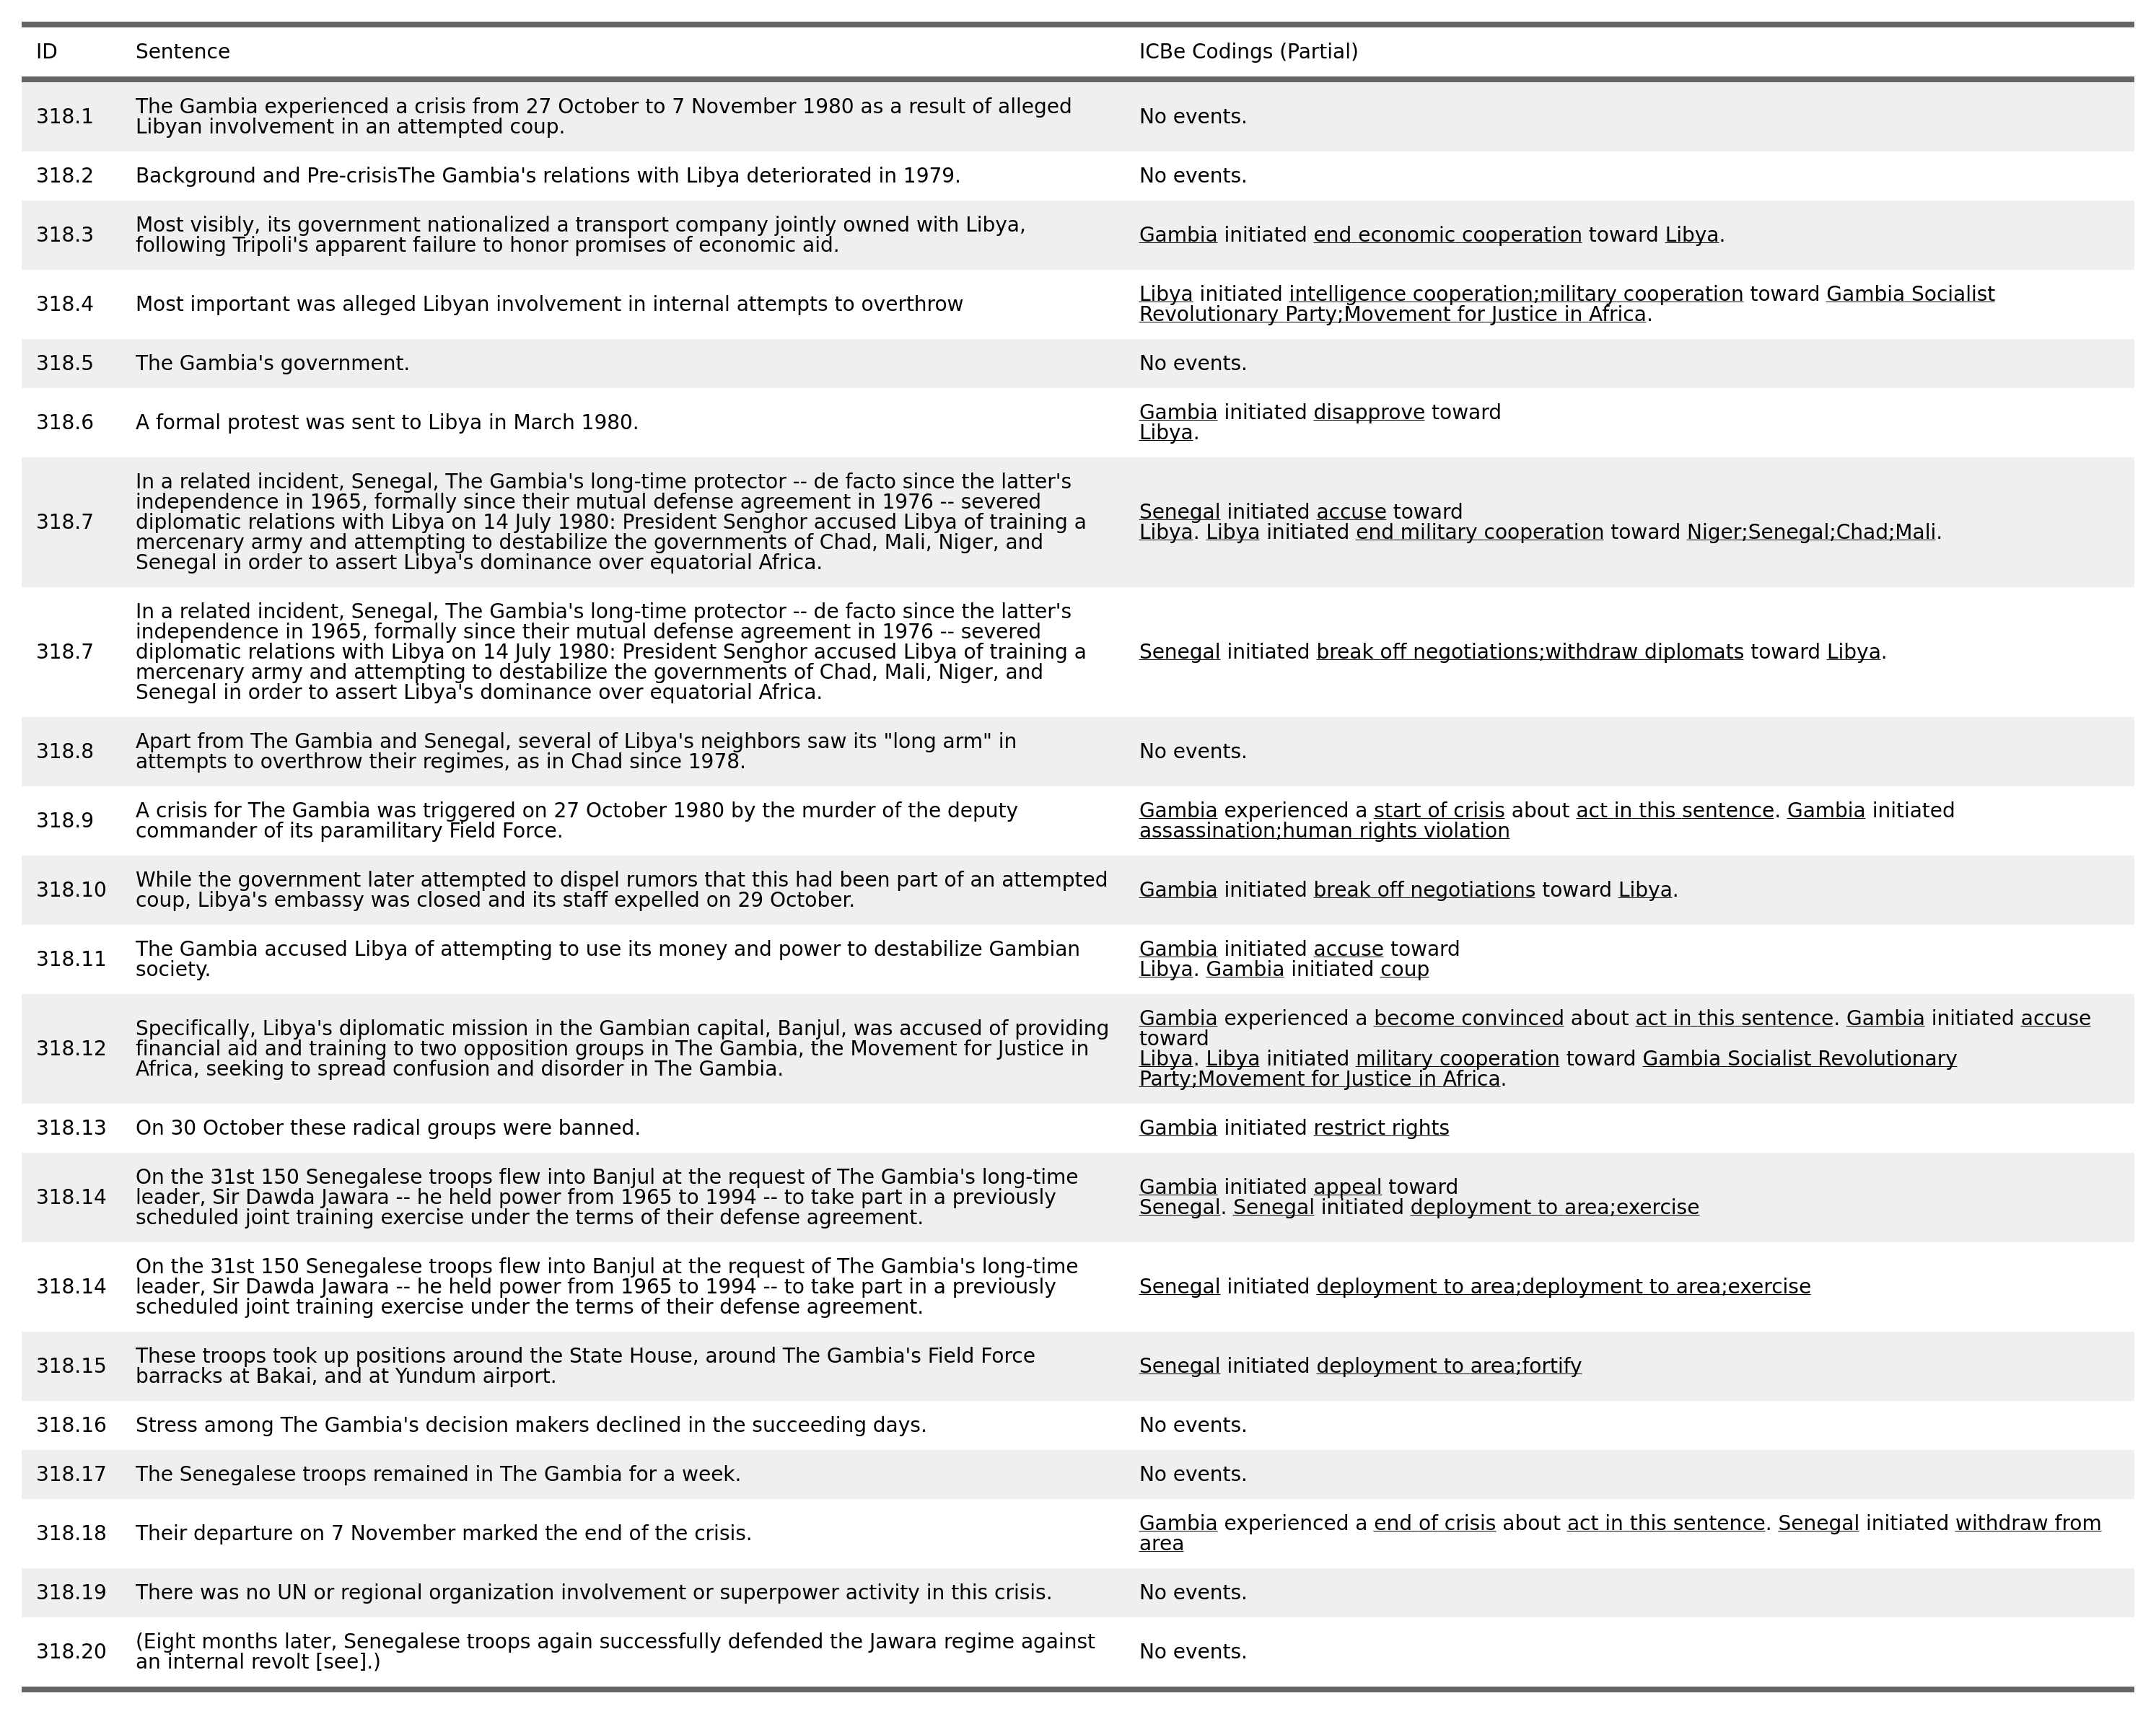 ID Sentence ICBe Codings (Partial)
318.1 The Gambia experienced a crisis from 27 October to 7 November 1980 as a result of alleged
Libyan involvement in an attempted coup. No events.
318.2 Background and Pre-crisisThe Gambia's relations with Libya deteriorated in 1979. No events.
318.3 Most visibly, its government nationalized a transport company jointly owned with Libya,
following Tripoli's apparent failure to honor promises of economic aid. Gambia initiated end economic cooperation toward Libya.
318.4 Most important was alleged Libyan involvement in internal attempts to overthrow
Libya initiated intelligence cooperation;military cooperation toward Gambia Socialist
Revolutionary Party;Movement for Justice in Africa.
318.5 The Gambia's government. No events.
318.6 A formal protest was sent to Libya in March 1980.
Gambia initiated disapprove toward
Libya.
318.7 In a related incident, Senegal, The Gambia's long-time protector -- de facto since the latter's
independence in 1965, formally since their mutual defense agreement in 1976 -- severed
diplomatic relations with Libya on 14 July 1980: President Senghor accused Libya of training a
mercenary army and attempting to destabilize the governments of Chad, Mali, Niger, and
Senegal in order to assert Libya's dominance over equatorial Africa.
Senegal initiated accuse toward
Libya. Libya initiated end military cooperation toward Niger;Senegal;Chad;Mali.
318.7 In a related incident, Senegal, The Gambia's long-time protector -- de facto since the latter's
independence in 1965, formally since their mutual defense agreement in 1976 -- severed
diplomatic relations with Libya on 14 July 1980: President Senghor accused Libya of training a
mercenary army and attempting to destabilize the governments of Chad, Mali, Niger, and
Senegal in order to assert Libya's dominance over equatorial Africa.
Senegal initiated break off negotiations;withdraw diplomats toward Libya.
318.8 Apart from The Gambia and Senegal, several of Libya's neighbors saw its "long arm" in
attempts to overthrow their regimes, as in Chad since 1978. No events.
318.9 A crisis for The Gambia was triggered on 27 October 1980 by the murder of the deputy
commander of its paramilitary Field Force.
Gambia experienced a start of crisis about act in this sentence. Gambia initiated
assassination;human rights violation
318.10 While the government later attempted to dispel rumors that this had been part of an attempted
coup, Libya's embassy was closed and its staff expelled on 29 October. Gambia initiated break off negotiations toward Libya.
318.11 The Gambia accused Libya of attempting to use its money and power to destabilize Gambian
society.
Gambia initiated accuse toward
Libya. Gambia initiated coup
318.12 Specifically, Libya's diplomatic mission in the Gambian capital, Banjul, was accused of providing
financial aid and training to two opposition groups in The Gambia, the Movement for Justice in
Africa, seeking to spread confusion and disorder in The Gambia.
Gambia experienced a become convinced about act in this sentence. Gambia initiated accuse
toward
Libya. Libya initiated military cooperation toward Gambia Socialist Revolutionary
Party;Movement for Justice in Africa.
318.13 On 30 October these radical groups were banned. Gambia initiated restrict rights
318.14 On the 31st 150 Senegalese troops flew into Banjul at the request of The Gambia's long-time
leader, Sir Dawda Jawara -- he held power from 1965 to 1994 -- to take part in a previously
scheduled joint training exercise under the terms of their defense agreement.
Gambia initiated appeal toward
Senegal. Senegal initiated deployment to area;exercise
318.14 On the 31st 150 Senegalese troops flew into Banjul at the request of The Gambia's long-time
leader, Sir Dawda Jawara -- he held power from 1965 to 1994 -- to take part in a previously
scheduled joint training exercise under the terms of their defense agreement.
Senegal initiated deployment to area;deployment to area;exercise
318.15 These troops took up positions around the State House, around The Gambia's Field Force
barracks at Bakai, and at Yundum airport. Senegal initiated deployment to area;fortify
318.16 Stress among The Gambia's decision makers declined in the succeeding days. No events.
318.17 The Senegalese troops remained in The Gambia for a week. No events.
318.18 Their departure on 7 November marked the end of the crisis.
Gambia experienced a end of crisis about act in this sentence. Senegal initiated withdraw from
area
318.19 There was no UN or regional organization involvement or superpower activity in this crisis. No events.
318.20 (Eight months later, Senegalese troops again successfully defended the Jawara regime against
an internal revolt [see].) No events.